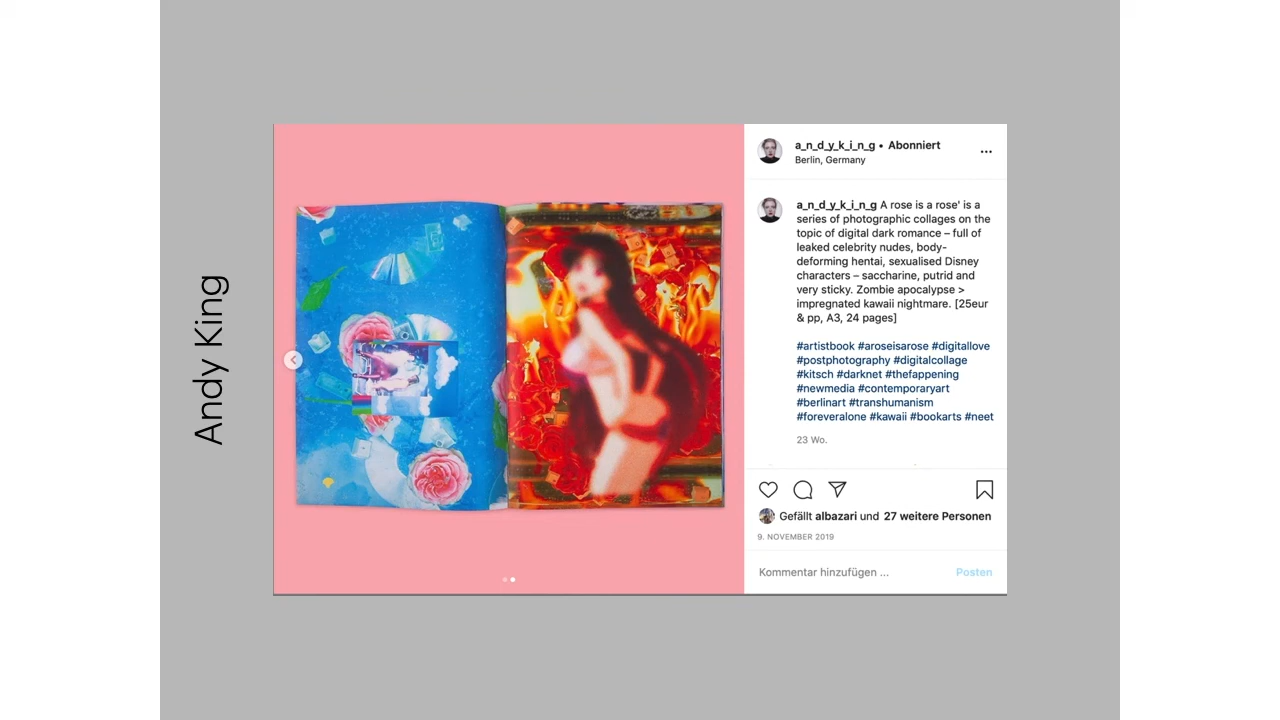 Andy King
a_n_d_y_k_i_n_g • Abonniert
Berlin, Germany
a_n_d_y_k_i_n_g A rose is a rose' is a
series of photographic collages on the
topic of digital dark romance – full of
leaked celebrity nudes, body-
deforming hentai, sexualised Disney
characters – saccharine, putrid and
very sticky. Zombie apocalypse >
impregnated kawaii nightmare. [25eur
& pp, A3, 24 pages]
#artistbook #aroseisarose #digitallove
#postphotography #digitalcollage
#kitsch #darknet #thefappening
#newmedia #contemporaryart
#berlinart #transhumanism
#foreveralone #kawaii #bookarts #neet
23 Wo.
Gefällt albazari und 27 weitere Personen
9. NOVEMBER 2019
Kommentar hinzufügen ... Posten